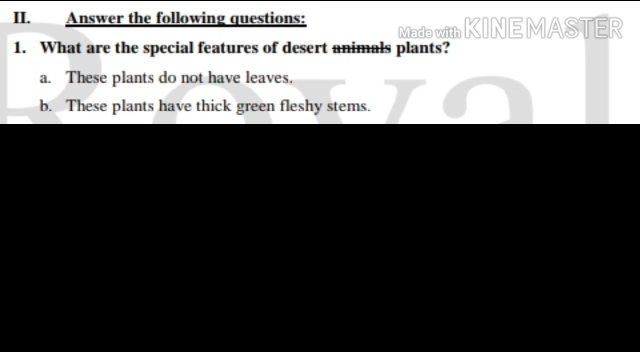 II. Answer the following questions:
Made with KINEMASTER
1. What are the special features of desert animals plants?
a. These plants do not have leaves.
b. These plants have thick green fleshy stems.
Royal